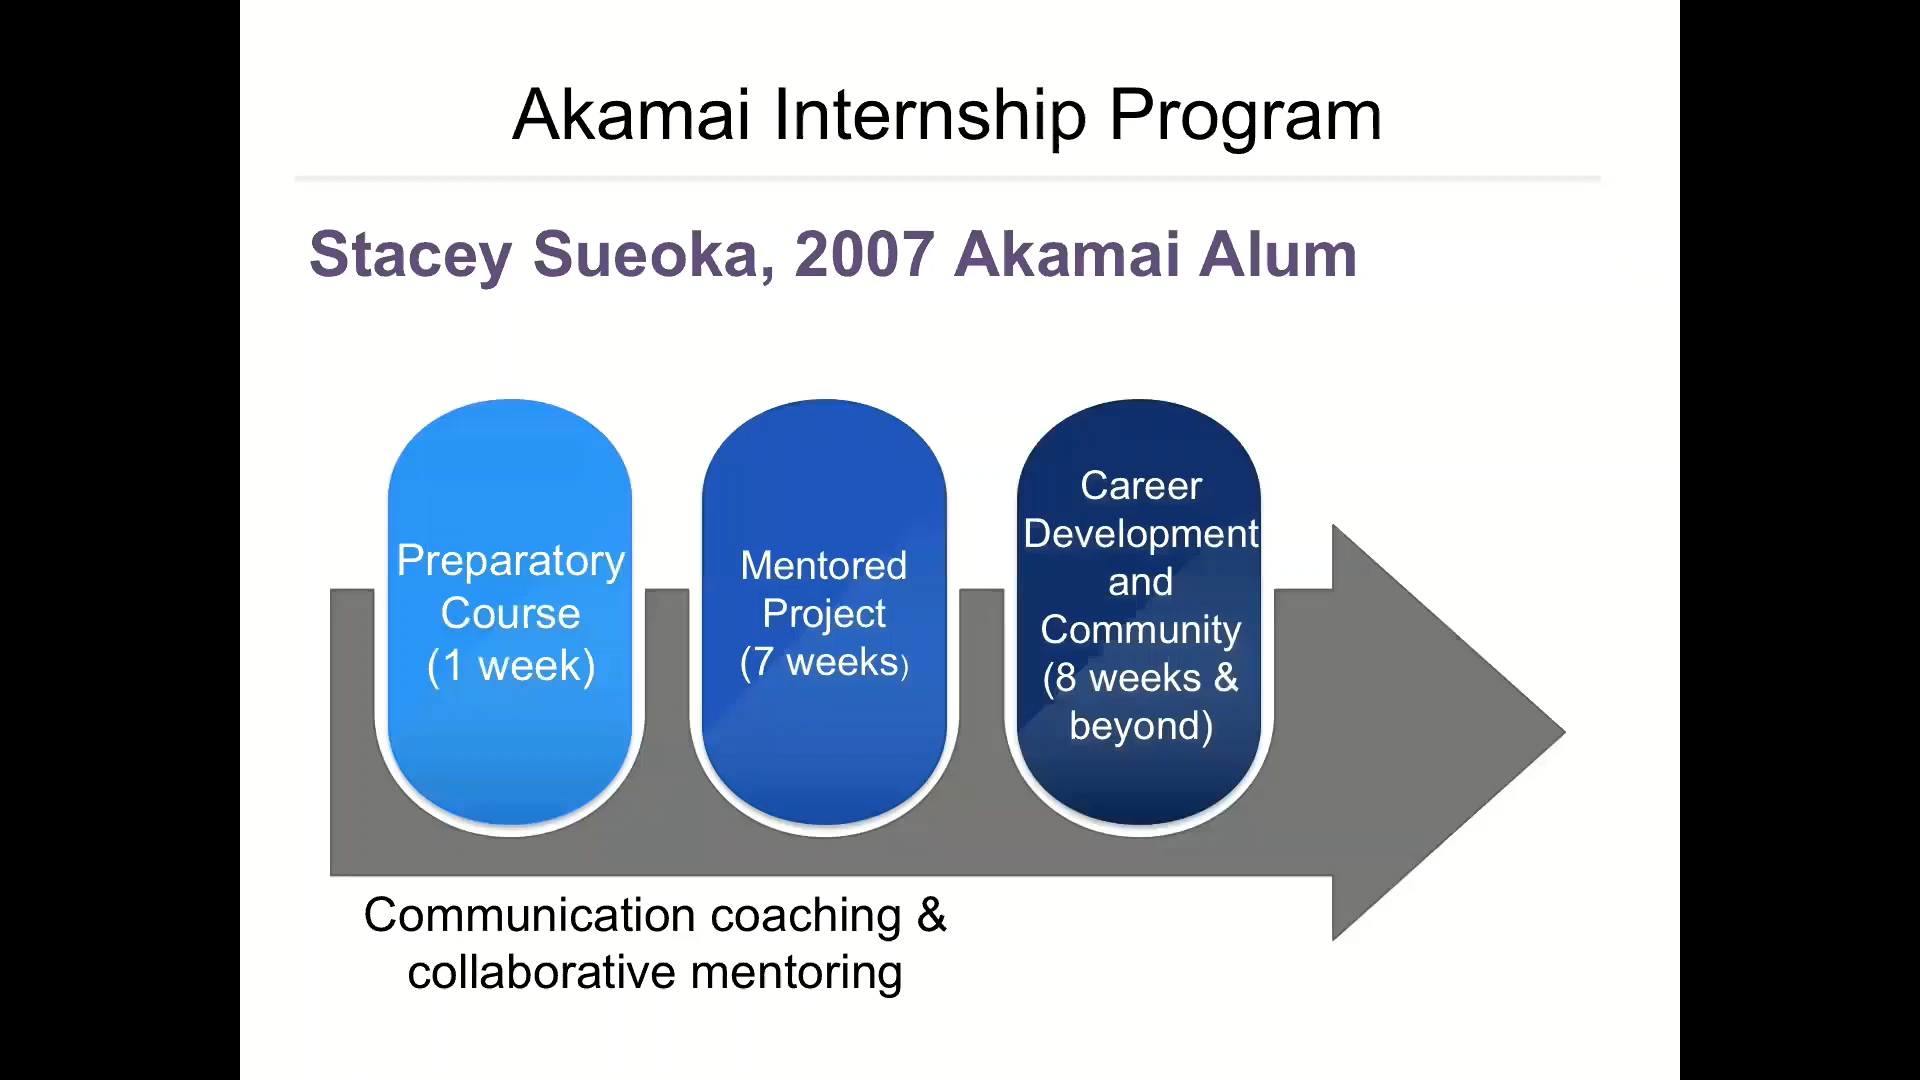 Akamai Internship Program
Stacey Sueoka, 2007 Akamai Alum
Preparatory
Course
(1 week)
Mentored
Project
(7 weeks)
Career
Development
and
Community
(8 weeks &
beyond)
Communication coaching &
collaborative mentoring